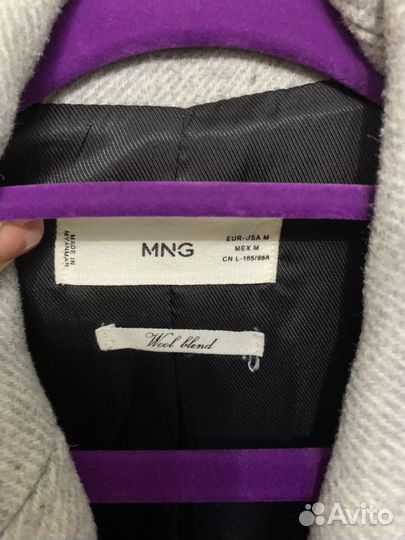 MADE IN
MYANMAR
MNG
EUR-USA M
MEX M
CN L-165/88A
Wool blend
Avito